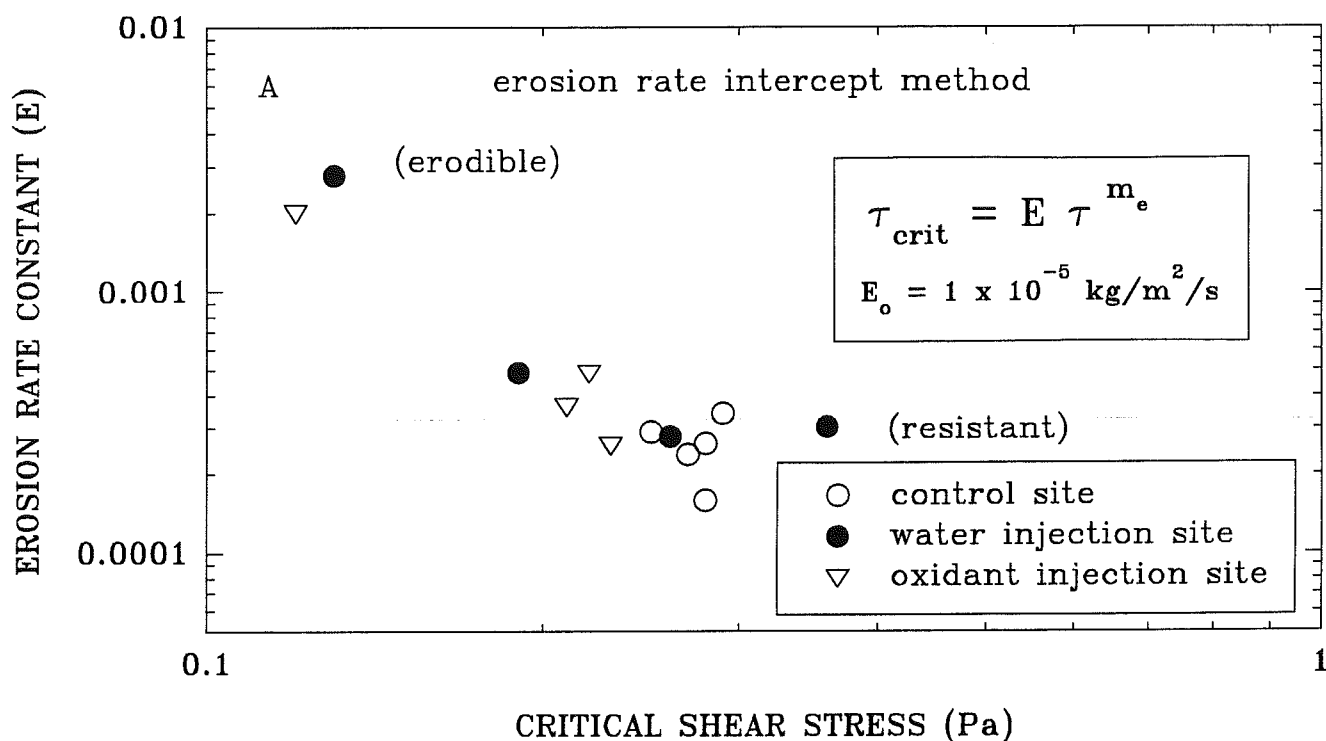 0.01
A
erosion rate intercept method
(erodible)
τcrit = E τ^me
Eo = 1 x 10^-5 kg/m^2/s
0.001
(resistant)
control site
water injection site
oxidant injection site
0.0001
0.1
1
EROSION RATE CONSTANT (E)
CRITICAL SHEAR STRESS (Pa)